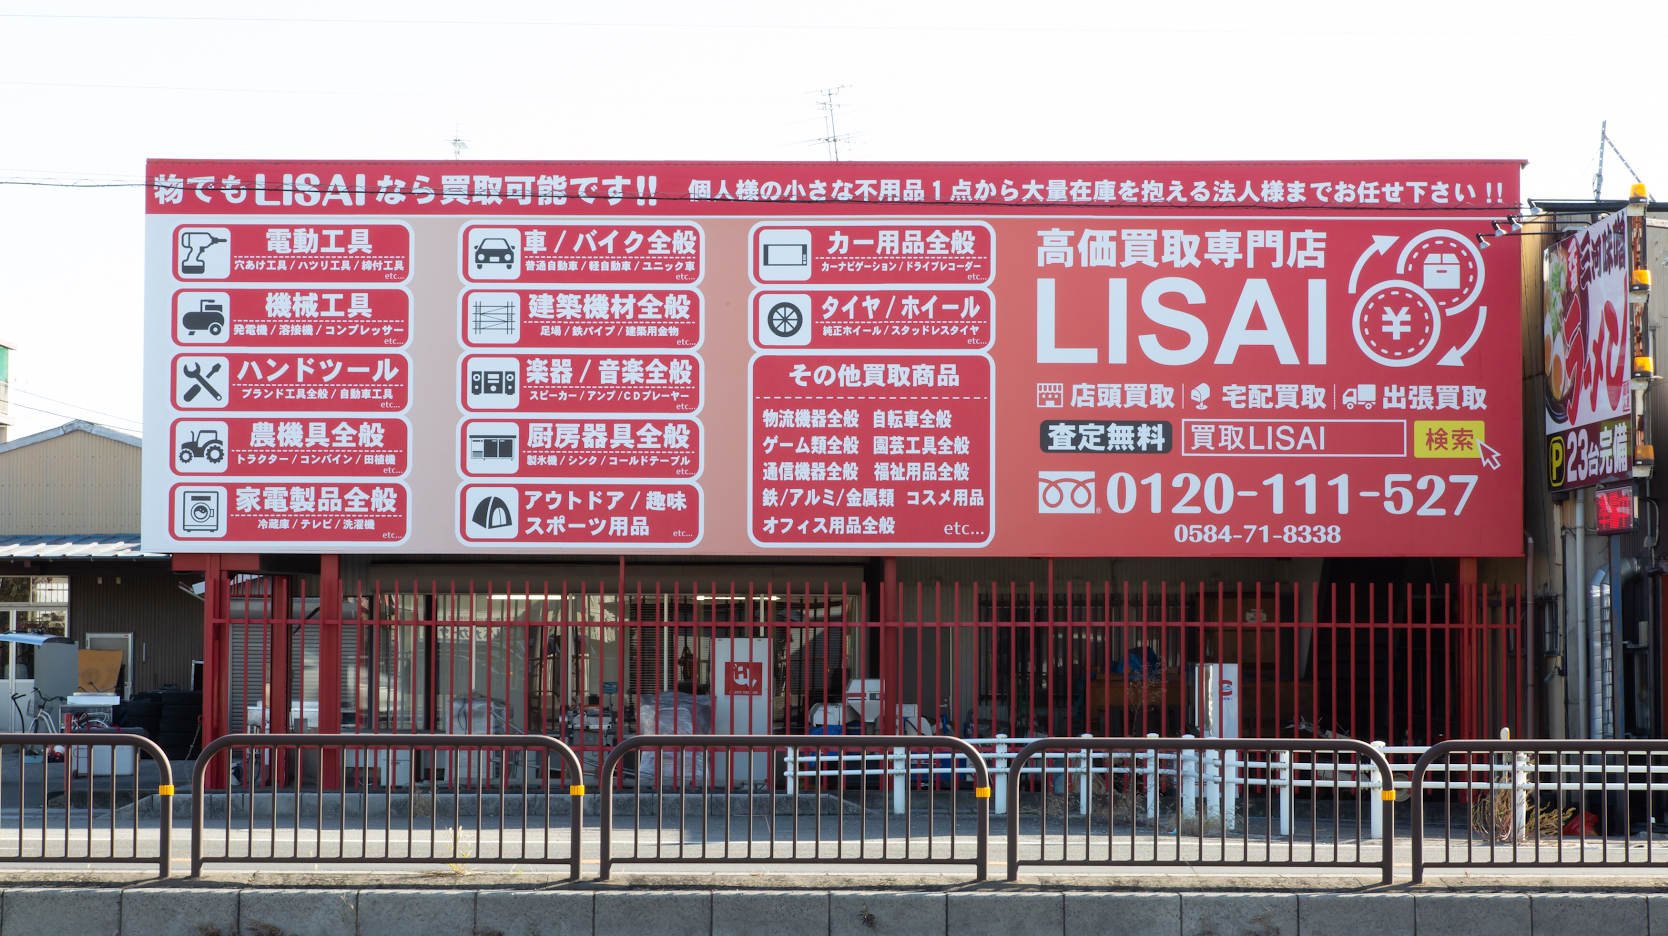 物でもLISAIなら買取可能です!!
個人様の小さな不用品1点から大量在庫を抱える法人様までお任せ下さい!!
電動工具
穴あけ工具/ハツリ工具/締付工具
etc...
機械工具
発電機/溶接機/コンプレッサー
etc...
ハンドツール
ブランド工具全般/自動車工具
etc...
農機具全般
トラクター/コンバイン/田植機
etc...
家電製品全般
冷蔵庫/テレビ/洗濯機
etc...
車/バイク全般
普通自動車/軽自動車/ユニック車
etc...
建築機材全般
足場/鉄パイプ/建築用金物
etc...
楽器/音楽全般
スピーカー/アンプ/CDプレーヤー
etc...
厨房器具全般
製氷機/シンク/コールドテーブル
etc...
アウトドア/趣味
スポーツ用品
etc...
カー用品全般
カーナビゲーション/ドライブレコーダー
etc...
タイヤ/ホイール
純正ホイール/スタッドレスタイヤ
etc...
その他買取商品
物流機器全般 自転車全般
ゲーム類全般 園芸工具全般
通信機器全般 福祉用品全般
鉄/アルミ/金属類 コスメ用品
オフィス用品全般 etc...
高価買取専門店
LISAI
¥
店頭買取 宅配買取 出張買取
査定無料 買取LISAI 検索
0120-111-527
0584-71-8338
ラーメン
P23台完備